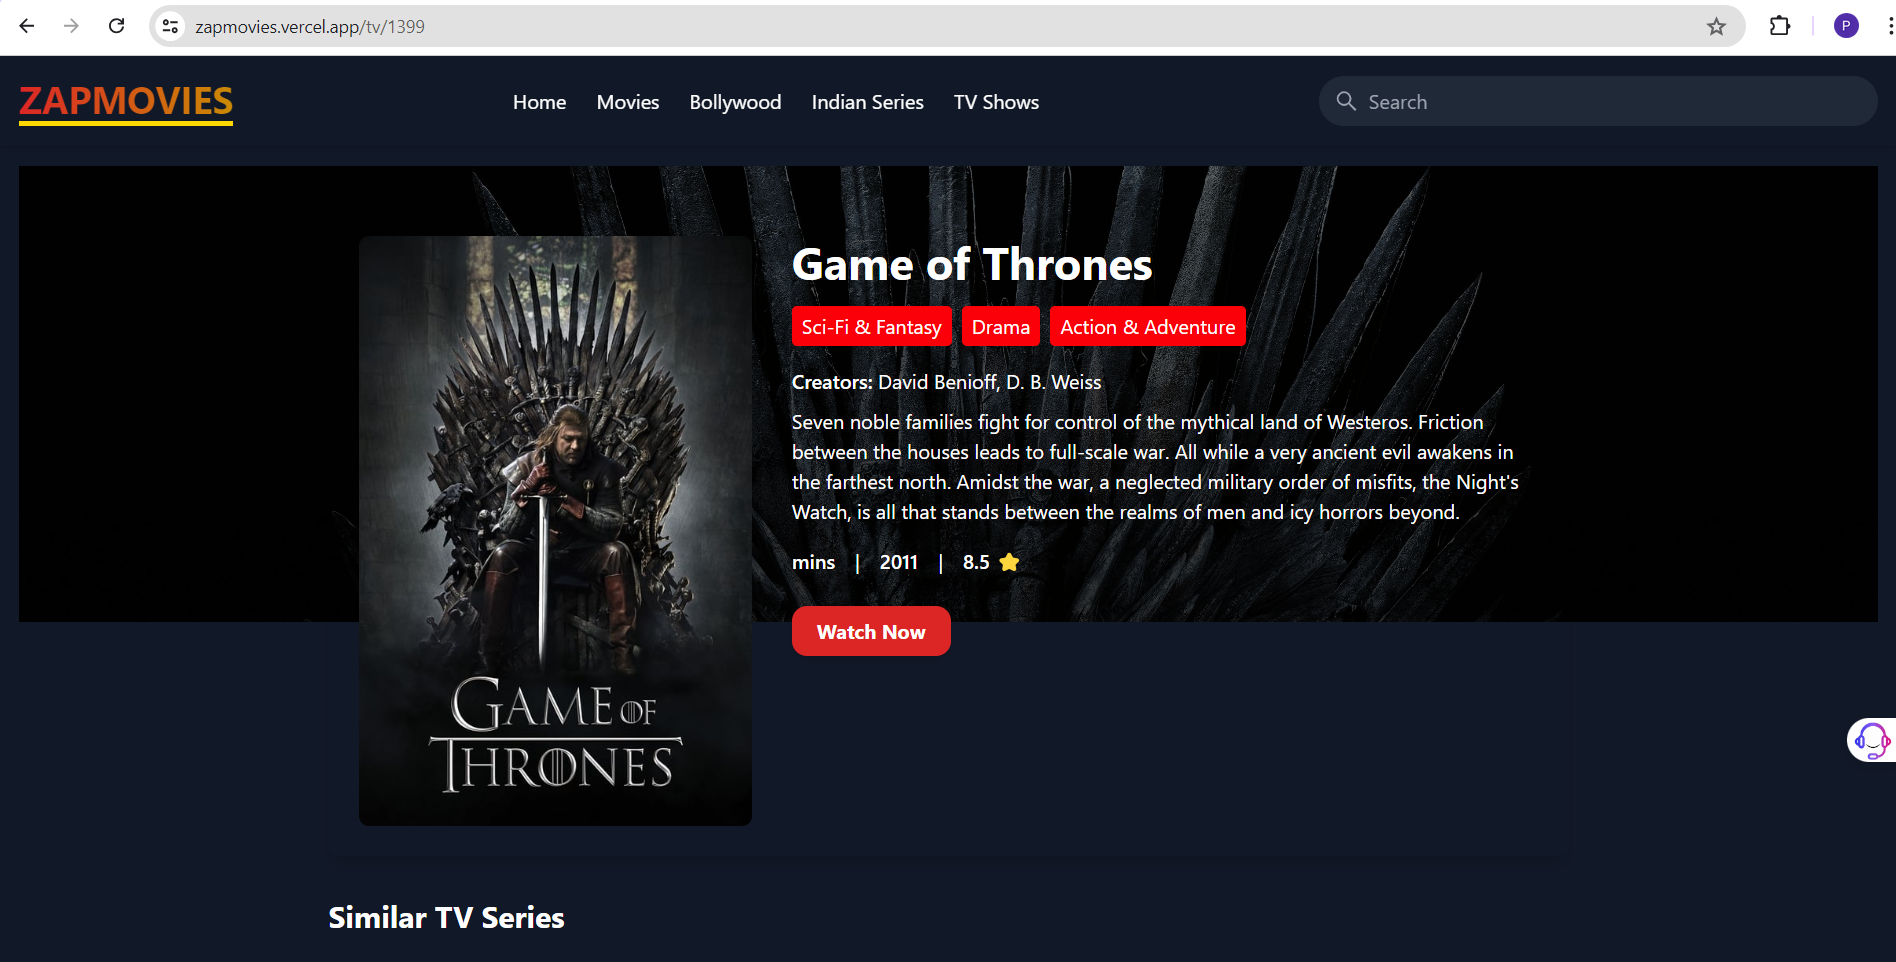 zapmovies.vercel.app/tv/1399
P
ZAPMOVIES
Home Movies Bollywood Indian Series TV Shows
Search
Game of Thrones
Sci-Fi & Fantasy Drama Action & Adventure
Creators: David Benioff, D. B. Weiss
Seven noble families fight for control of the mythical land of Westeros. Friction
between the houses leads to full-scale war. All while a very ancient evil awakens in
the farthest north. Amidst the war, a neglected military order of misfits, the Night's
Watch, is all that stands between the realms of men and icy horrors beyond.
mins | 2011 | 8.5
Watch Now
GAME OF
THRONES
Similar TV Series